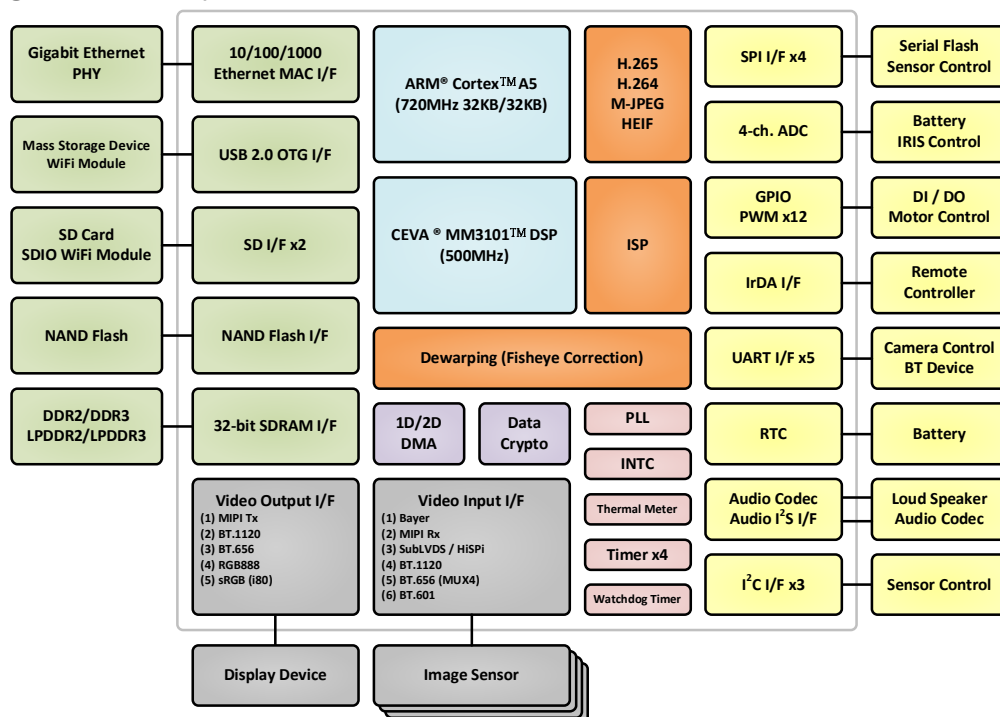 Gigabit Ethernet
PHY
10/100/1000
Ethernet MAC I/F
ARM® Cortex™ A5
(720MHz 32KB/32KB)
H.265
H.264
M-JPEG
HEIF
SPI I/F x4
Serial Flash
Sensor Control
Mass Storage Device
WiFi Module
USB 2.0 OTG I/F
4-ch. ADC
Battery
IRIS Control
SD Card
SDIO WiFi Module
SD I/F x2
CEVA ® MM3101™ DSP
(500MHz)
ISP
GPIO
PWM x12
DI / DO
Motor Control
IrDA I/F
Remote
Controller
NAND Flash
NAND Flash I/F
Dewarping (Fisheye Correction)
UART I/F x5
Camera Control
BT Device
DDR2/DDR3
LPDDR2/LPDDR3
32-bit SDRAM I/F
1D/2D
DMA
Data
Crypto
PLL
INTC
Thermal Meter
Timer x4
Watchdog Timer
RTC
Battery
Video Output I/F
(1) MIPI Tx
(2) BT.1120
(3) BT.656
(4) RGB888
(5) sRGB (i80)
Video Input I/F
(1) Bayer
(2) MIPI Rx
(3) SubLVDS / HiSPi
(4) BT.1120
(5) BT.656 (MUX4)
(6) BT.601
Audio Codec
Audio I²S I/F
Loud Speaker
Audio Codec
I²C I/F x3
Sensor Control
Display Device
Image Sensor